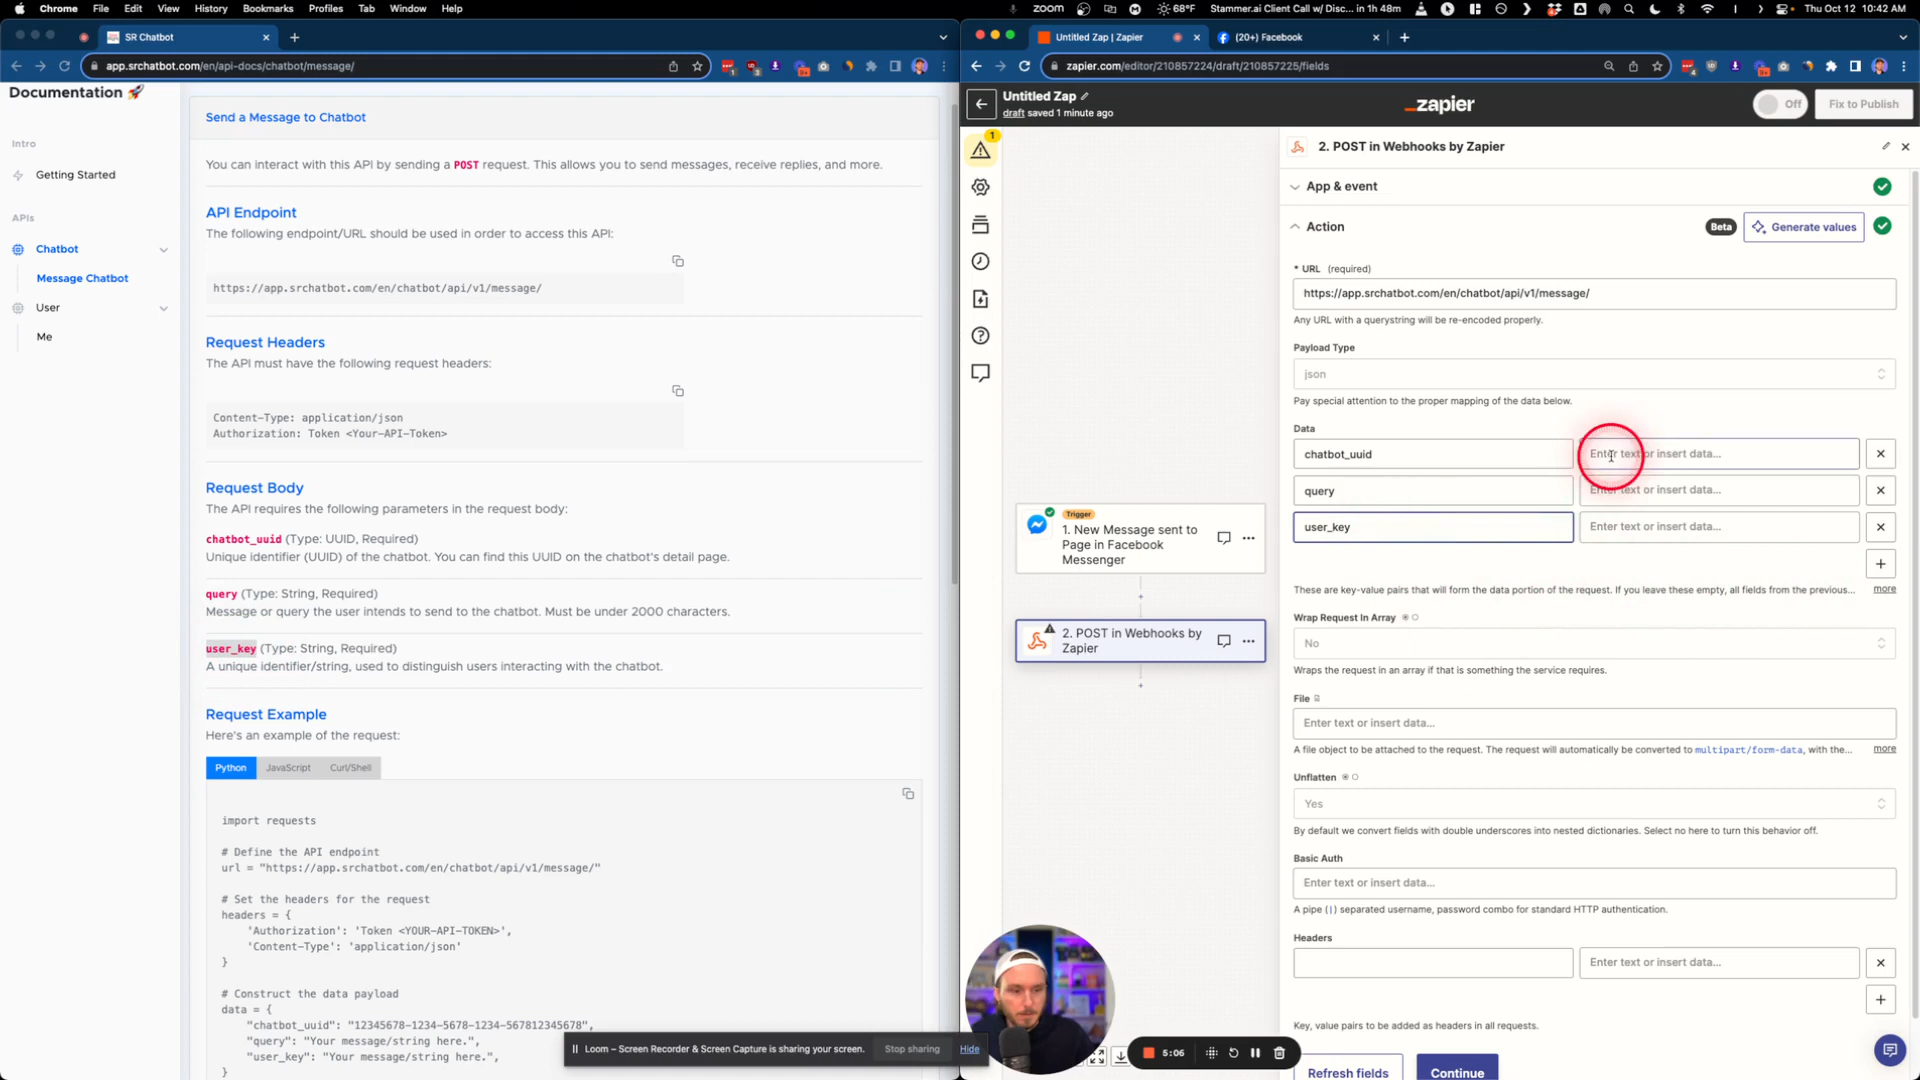 Chrome File Edit View History Bookmarks Profiles Tab Window Help
zoom 68°F Stammer.ai Client Call w/ Disc... in 1h 48m Thu Oct 12 10:42 AM
SR Chatbot
app.srchatbot.com/en/api-docs/chatbot/message/
Documentation 🚀
Intro
Getting Started
APIs
Chatbot
Message Chatbot
User
Me
Send a Message to Chatbot
You can interact with this API by sending a POST request. This allows you to send messages, receive replies, and more.
API Endpoint
The following endpoint/URL should be used in order to access this API:
https://app.srchatbot.com/en/chatbot/api/v1/message/
Request Headers
The API must have the following request headers:
Content-Type: application/json
Authorization: Token <Your-API-Token>
Request Body
The API requires the following parameters in the request body:
chatbot_uuid (Type: UUID, Required)
Unique identifier (UUID) of the chatbot. You can find this UUID on the chatbot's detail page.
query (Type: String, Required)
Message or query the user intends to send to the chatbot. Must be under 2000 characters.
user_key (Type: String, Required)
A unique identifier/string, used to distinguish users interacting with the chatbot.
Request Example
Here's an example of the request:
Python JavaScript Curl/Shell
import requests
# Define the API endpoint
url = "https://app.srchatbot.com/en/chatbot/api/v1/message/"
# Set the headers for the request
headers = {
'Authorization': 'Token <YOUR-API-TOKEN>',
'Content-Type': 'application/json'
}
# Construct the data payload
data = {
"chatbot_uuid": "12345678-1234-5678-1234-567812345678",
"query": "Your message/string here.",
"user_key": "Your message/string here.",
}
Loom – Screen Recorder & Screen Capture is sharing your screen. Stop sharing Hide
Untitled Zap | Zapier
(20+) Facebook
zapier.com/editor/210857224/draft/210857225/fields
Untitled Zap
draft saved 1 minute ago
zapier
Off
Fix to Publish
1
Trigger
1. New Message sent to
Page in Facebook
Messenger
2. POST in Webhooks by
Zapier
2. POST in Webhooks by Zapier
App & event
Action
Beta
Generate values
* URL (required)
https://app.srchatbot.com/en/chatbot/api/v1/message/
Any URL with a querystring will be re-encoded properly.
Payload Type
json
Pay special attention to the proper mapping of the data below.
Data
chatbot_uuid Enter text or insert data...
query Enter text or insert data...
user_key Enter text or insert data...
These are key-value pairs that will form the data portion of the request. If you leave these empty, all fields from the previous... more
Wrap Request In Array
No
Wraps the request in an array if that is something the service requires.
File
Enter text or insert data...
A file object to be attached to the request. The request will automatically be converted to multipart/form-data, with the... more
Unflatten
Yes
By default we convert fields with double underscores into nested dictionaries. Select no here to turn this behavior off.
Basic Auth
Enter text or insert data...
A pipe (|) separated username, password combo for standard HTTP authentication.
Headers
Enter text or insert data...
Key, value pairs to be added as headers in all requests.
Refresh fields
Continue
5:06